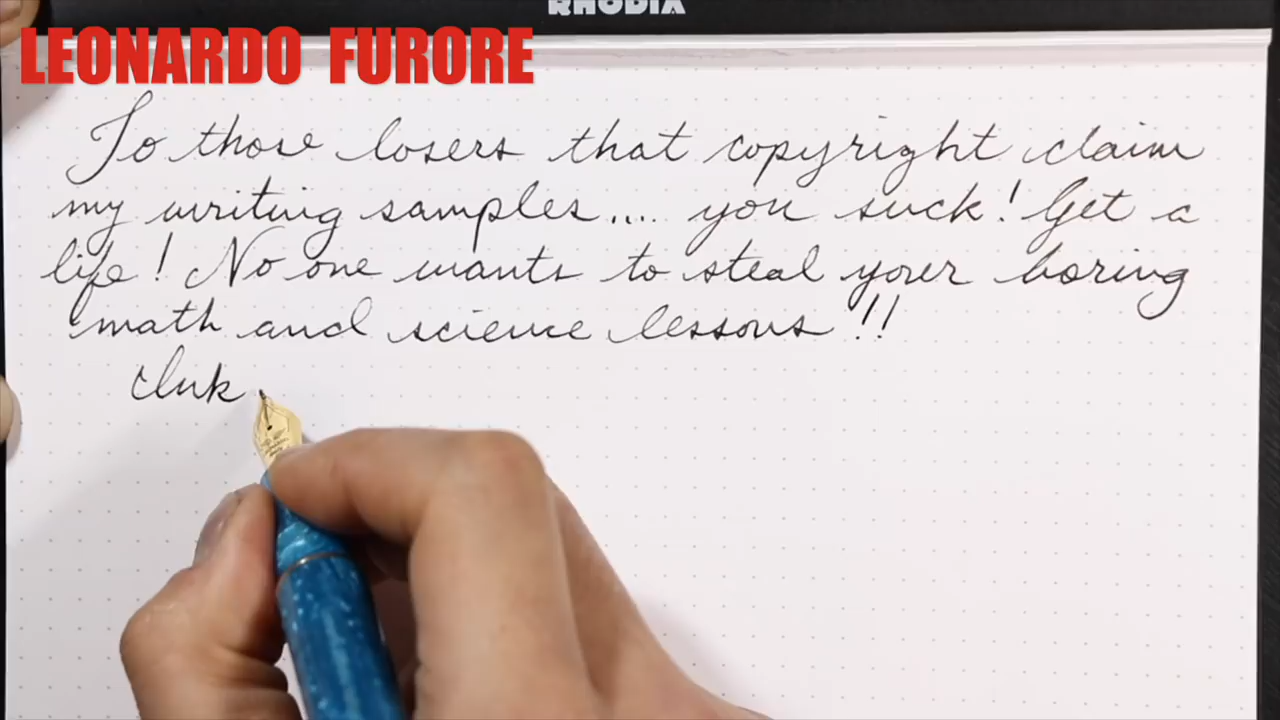 RHODIA
LEONARDO FURORE
To those losers that copyright claim
my writing samples.... you suck! Get a
life! No one wants to steal your boring
math and science lessons!!